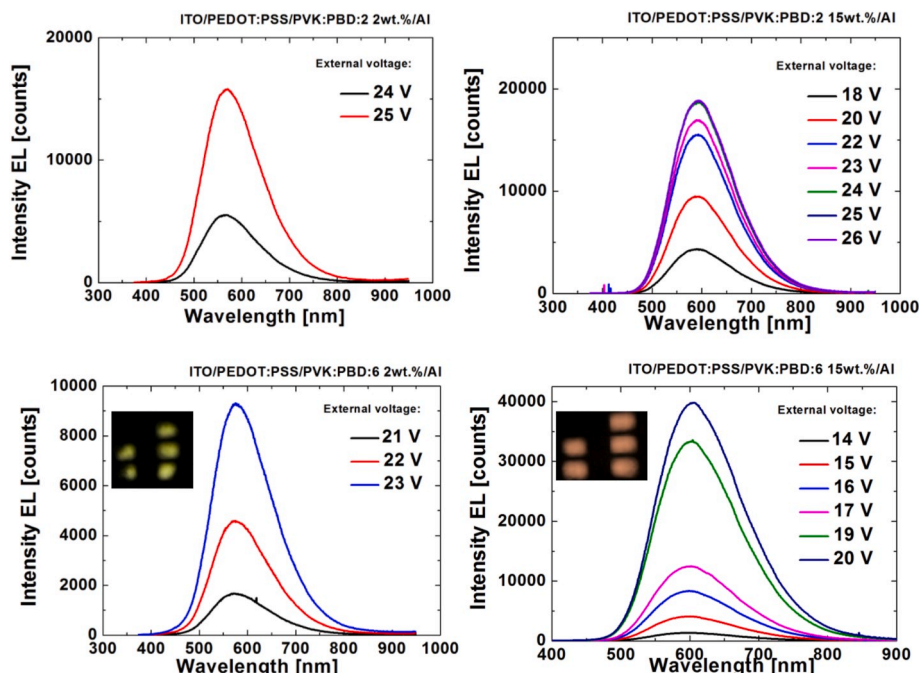 ITO/PEDOT:PSS/PVK:PBD:2 2wt.%/Al
20000
10000
0
Intensity EL [counts]
External voltage:
24 V
25 V
300 400 500 600 700 800 900 1000
Wavelength [nm]
ITO/PEDOT:PSS/PVK:PBD:2 15wt.%/Al
20000
10000
0
Intensity EL [counts]
External voltage:
18 V
20 V
22 V
23 V
24 V
25 V
26 V
300 400 500 600 700 800 900 1000
Wavelength [nm]
ITO/PEDOT:PSS/PVK:PBD:6 2wt.%/Al
10000
8000
6000
4000
2000
0
Intensity EL [counts]
External voltage:
21 V
22 V
23 V
300 400 500 600 700 800 900 1000
Wavelength [nm]
ITO/PEDOT:PSS/PVK:PBD:6 15wt.%/Al
40000
30000
20000
10000
0
Intensity EL [counts]
External voltage:
14 V
15 V
16 V
17 V
19 V
20 V
400 500 600 700 800 900
Wavelength [nm]